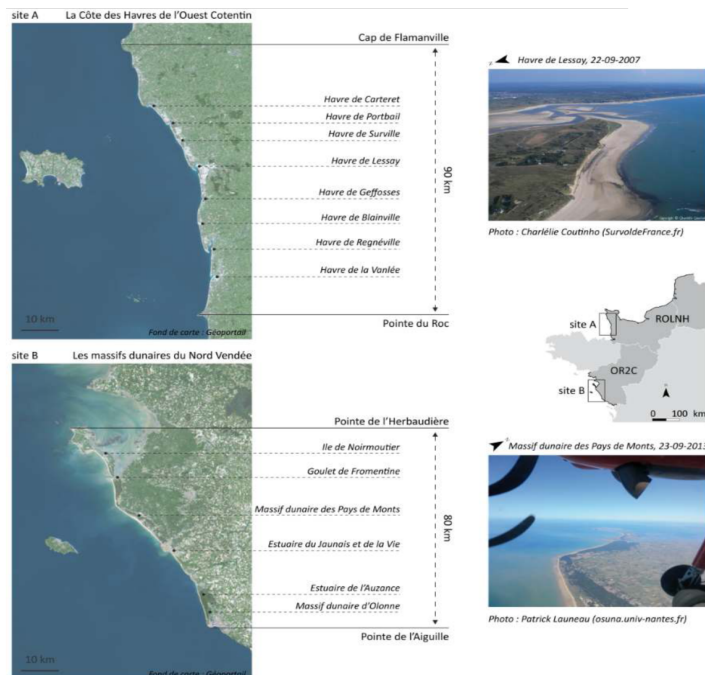 site A La Côte des Havres de l'Ouest Cotentin
Cap de Flamanville
Havre de Carteret
Havre de Portbail
Havre de Surville
Havre de Lessay
Havre de Geffosses
Havre de Blainville
Havre de Regnéville
Havre de la Vanlée
90 km
10 km
Fond de carte : Géoportail
Pointe du Roc
Havre de Lessay, 22-09-2007
Photo : Charlélie Coutinho (SurvoldeFrance.fr)
site A
ROLNH
OR2C
site B
0 100 km
site B Les massifs dunaires du Nord Vendée
Pointe de l'Herbaudière
Ile de Noirmoutier
Goulet de Fromentine
Massif dunaire des Pays de Monts
Estuaire du Jaunais et de la Vie
Estuaire de l'Auzance
Massif dunaire d'Olonne
80 km
Pointe de l'Aiguille
10 km
Fond de carte : Géoportail
Massif dunaire des Pays de Monts, 23-09-2013
Photo : Patrick Launeau (osuna.univ-nantes.fr)